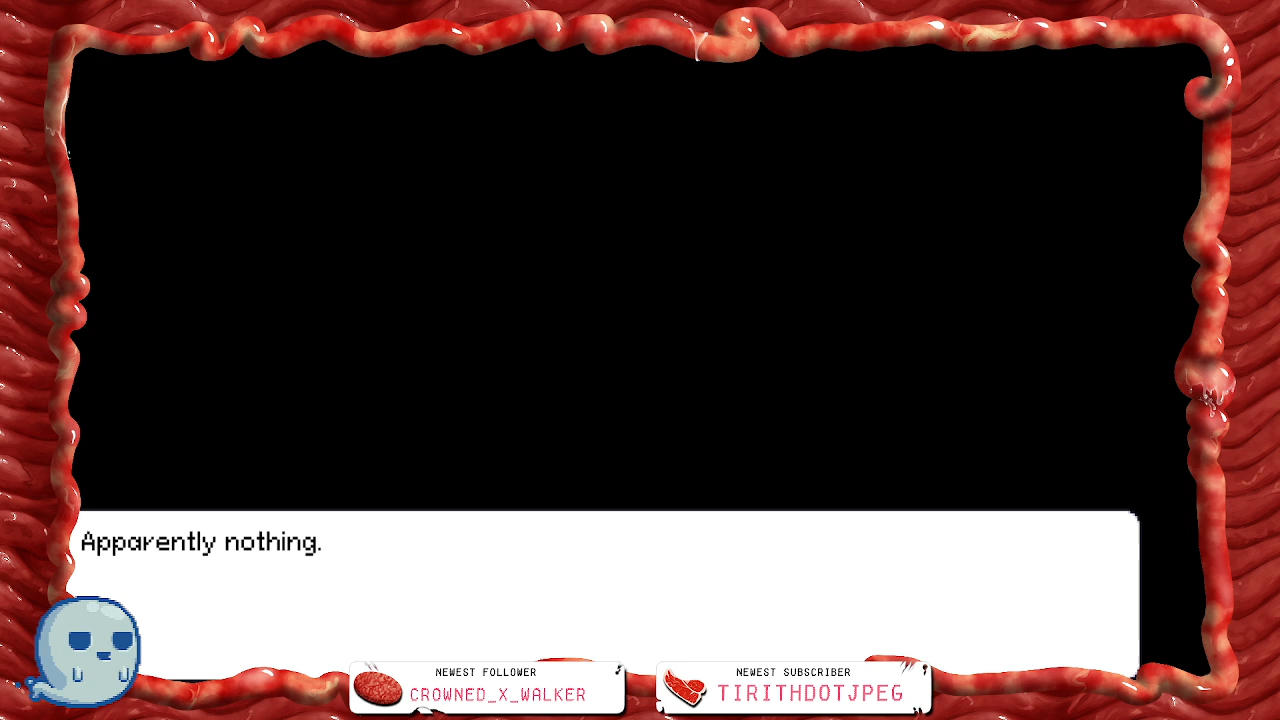 Apparently nothing.
NEWEST FOLLOWER
CROWNED_X_WALKER
NEWEST SUBSCRIBER
TIRITHDOTJPEG